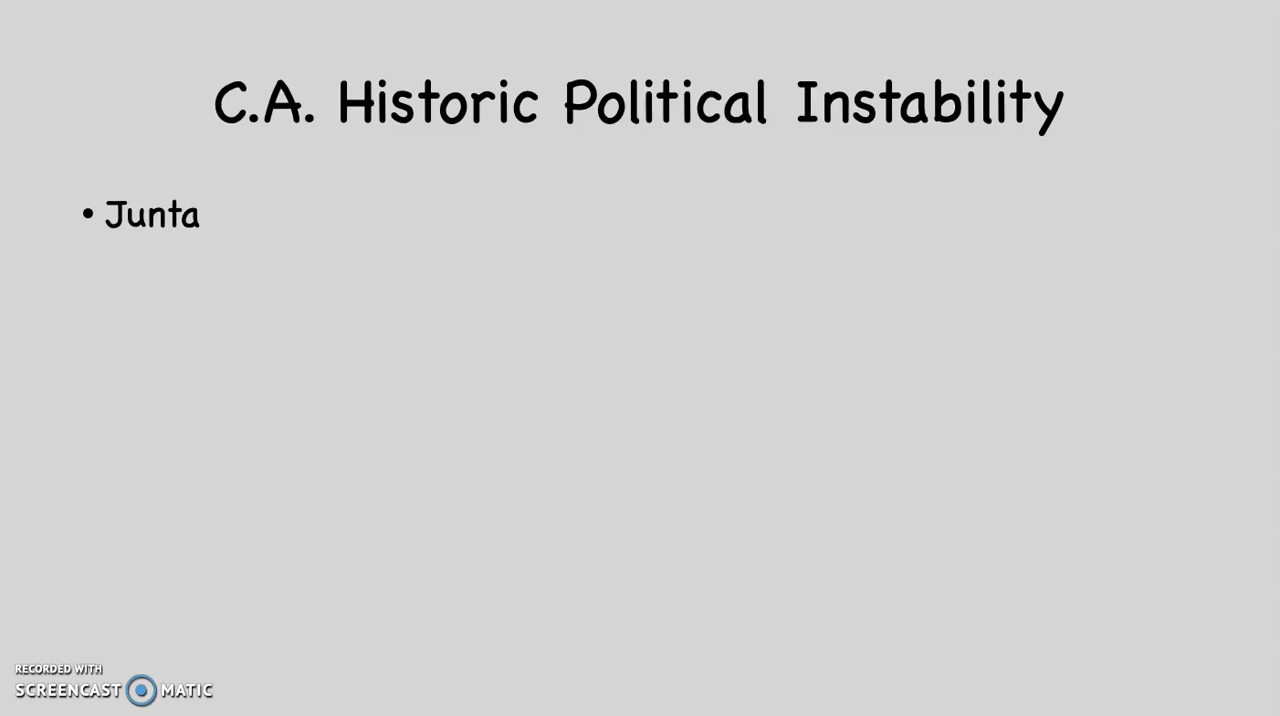 C.A. Historic Political Instability
• Junta
RECORDED WITH
SCREENCAST MATIC